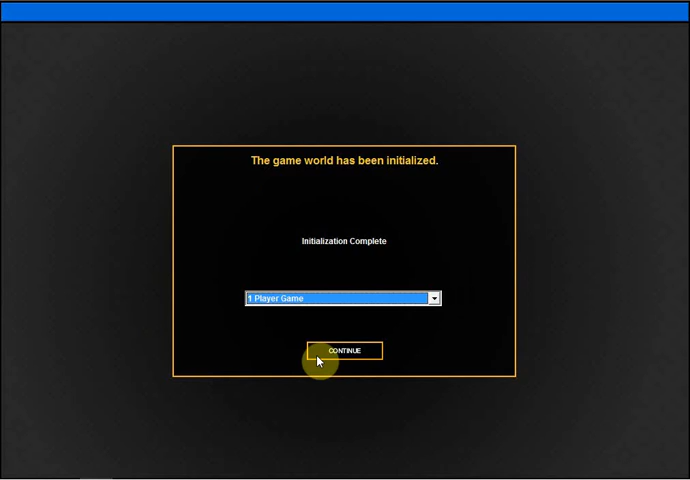 The game world has been initialized.
Initialization Complete
1 Player Game
CONTINUE